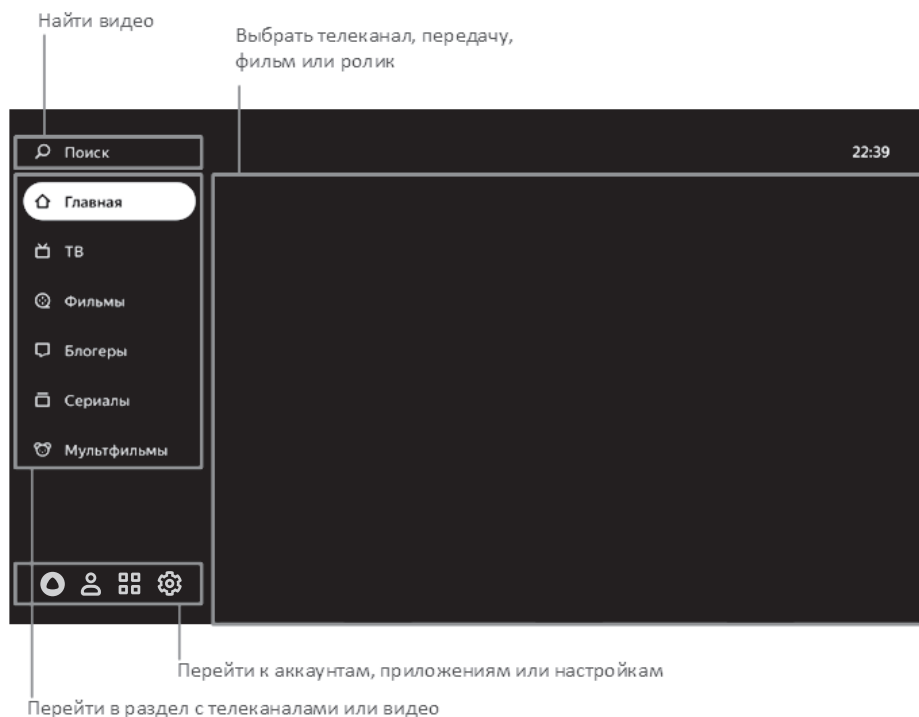 Найти видео
Выбрать телеканал, передачу,
фильм или ролик
Поиск
22:39
Главная
ТВ
Фильмы
Блогеры
Сериалы
Мультфильмы
Перейти к аккаунтам, приложениям или настройкам
Перейти в раздел с телеканалами или видео